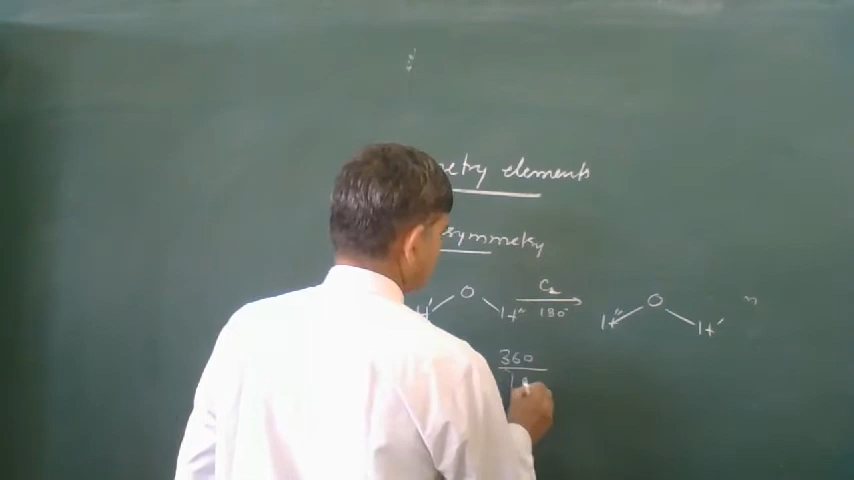 etry elements
symmetry
H' O H" C₂ 180° H" O H'
360